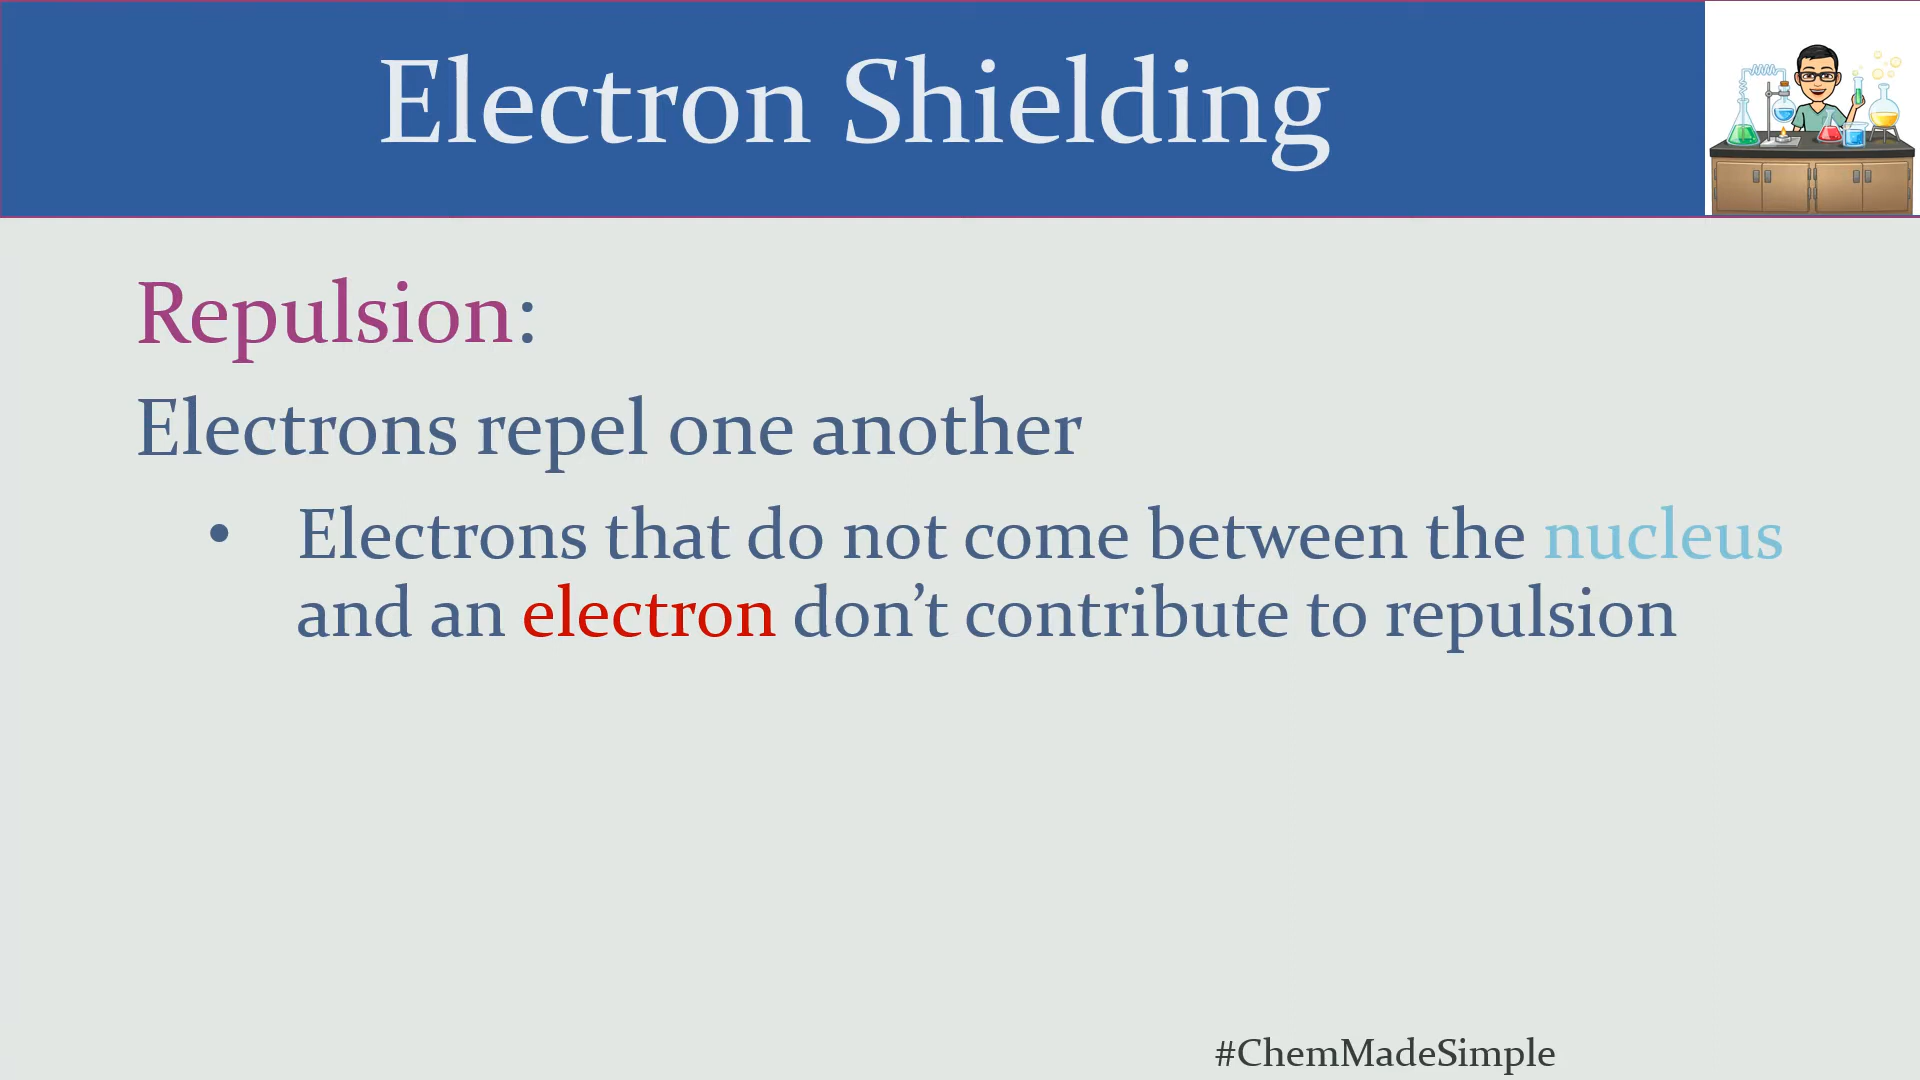 Electron Shielding
Repulsion:
Electrons repel one another
• Electrons that do not come between the nucleus
and an electron don’t contribute to repulsion
#ChemMadeSimple